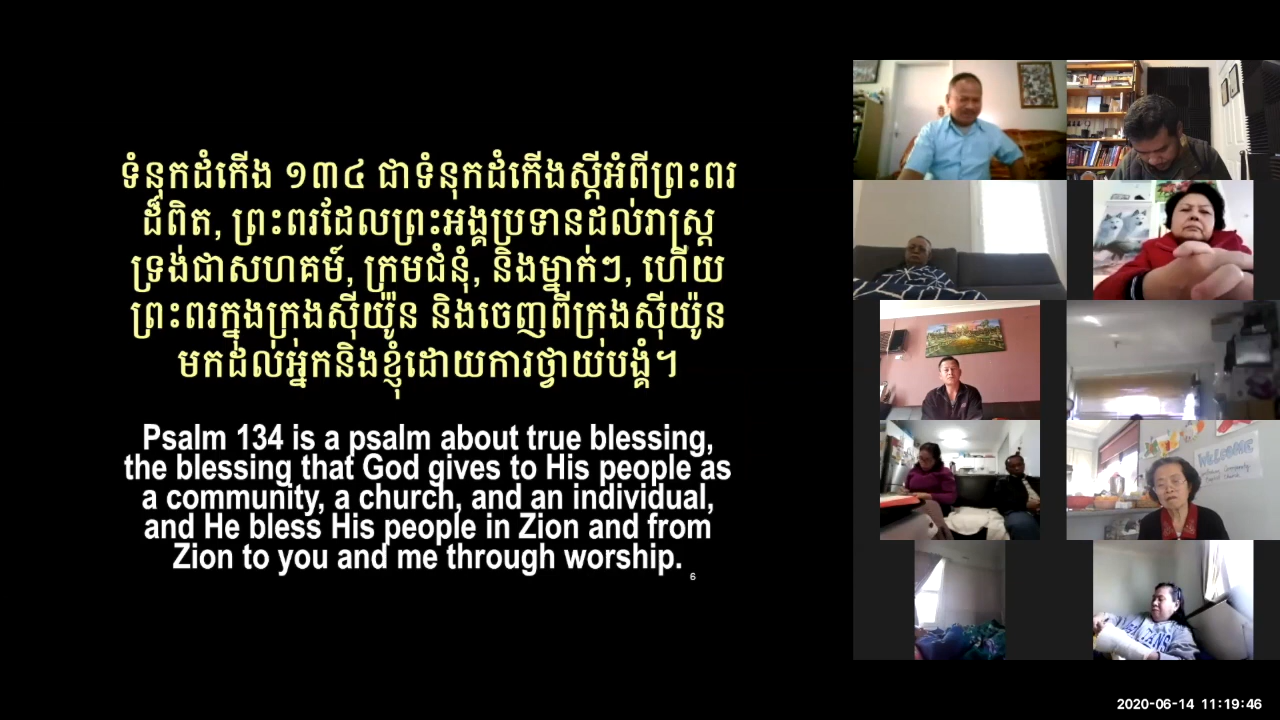 ទំនុកដំកើង ១៣៤ ជាទំនុកដំកើងស្ដីអំពីព្រះពរ
ដ៏ពិត, ព្រះពរដែលព្រះអង្គប្រទានដល់រាស្ត្រ
ទ្រង់ជាសហគមន៍, ក្រុមជំនុំ, និងម្នាក់ៗ, ហើយ
ព្រះពរក្នុងក្រុងស៊ីយ៉ូន និងចេញពីក្រុងស៊ីយ៉ូន
មកដល់អ្នកនិងខ្ញុំដោយការថ្វាយបង្គំ។
Psalm 134 is a psalm about true blessing,
the blessing that God gives to His people as
a community, a church, and an individual,
and He bless His people in Zion and from
Zion to you and me through worship.
6
WELCOME
2020-06-14 11:19:46